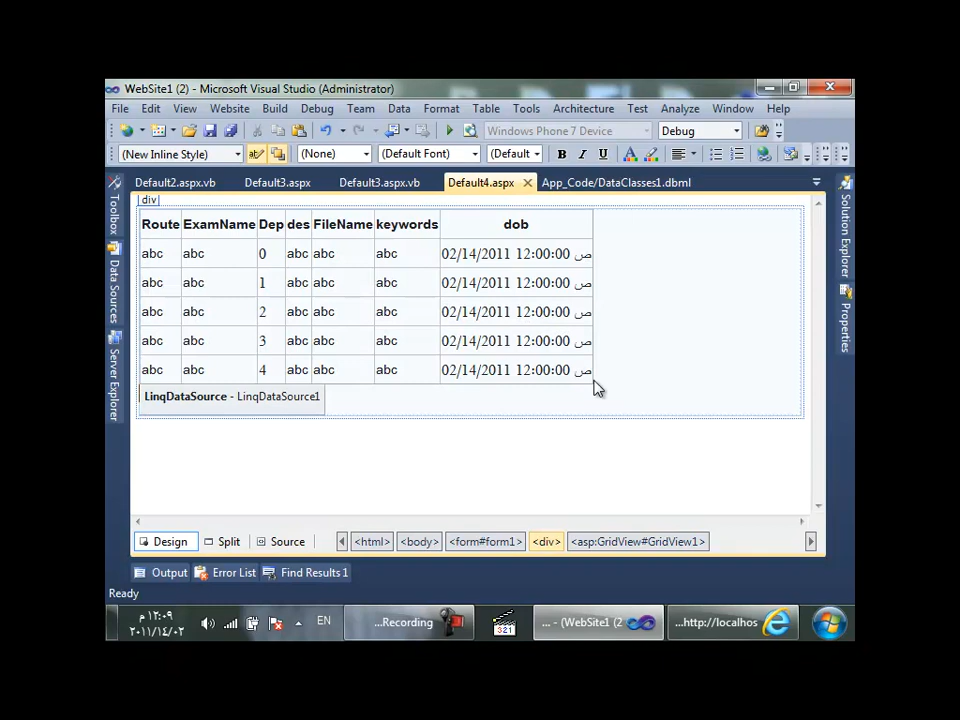 WebSite1 (2) - Microsoft Visual Studio (Administrator)
File Edit View Website Build Debug Team Data Format Table Tools Architecture Test Analyze Window Help
Windows Phone 7 Device Debug
(New Inline Style) (None) (Default Font) (Default B I U A
Default2.aspx.vb Default3.aspx Default3.aspx.vb Default4.aspx App_Code/DataClasses1.dbml
Toolbox
Data Sources
Server Explorer
Solution Explorer
Properties
div
Route ExamName Dep des FileName keywords dob
abc abc 0 abc abc abc 02/14/2011 12:00:00 ص
abc abc 1 abc abc abc 02/14/2011 12:00:00 ص
abc abc 2 abc abc abc 02/14/2011 12:00:00 ص
abc abc 3 abc abc abc 02/14/2011 12:00:00 ص
abc abc 4 abc abc abc 02/14/2011 12:00:00 ص
LinqDataSource - LinqDataSource1
Design Split Source <html> <body> <form#form1> <div> <asp:GridView#GridView1>
Output Error List Find Results 1
Ready
١٢:٠٩ م
٢٠١١/١٤/٠٢
EN
...Recording
321
... - (WebSite1 (2
...http://localhos